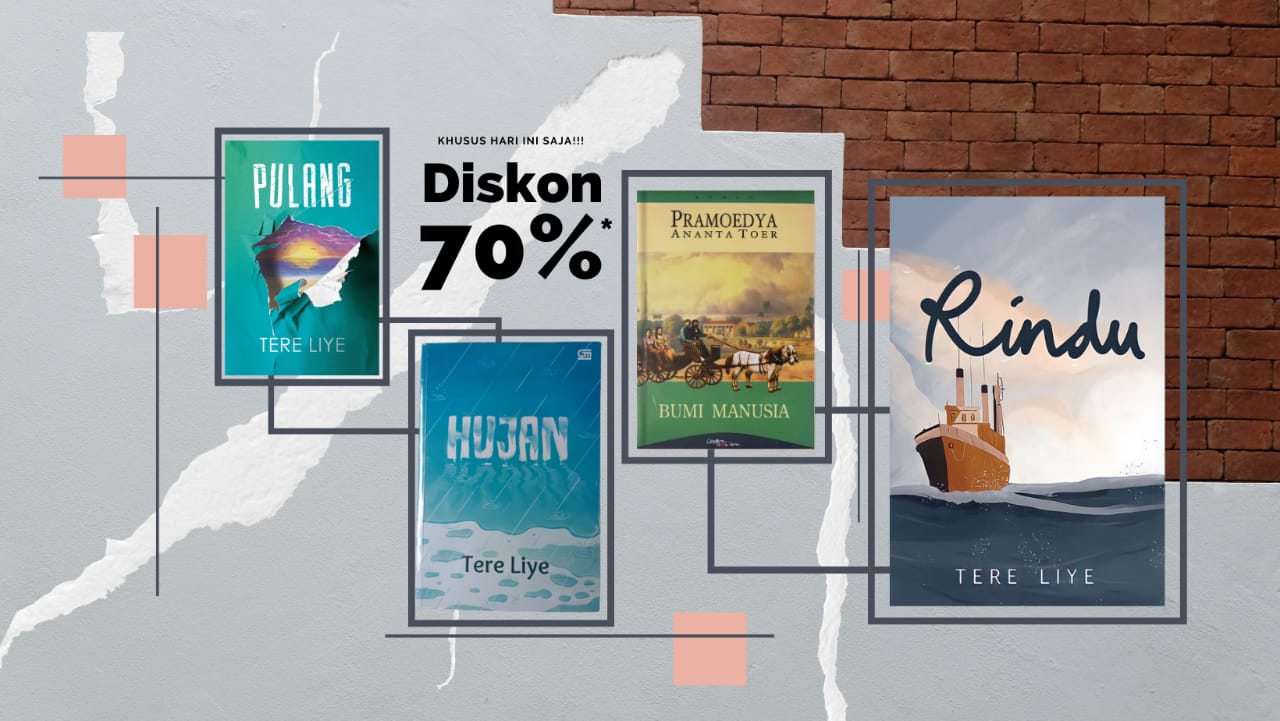 KHUSUS HARI INI SAJA!!!
Diskon
70%*
PULANG
TERE LIYE
HUJAN
Tere Liye
PRAMOEDYA
ANANTA TOER
BUMI MANUSIA
Rindu
TERE LIYE